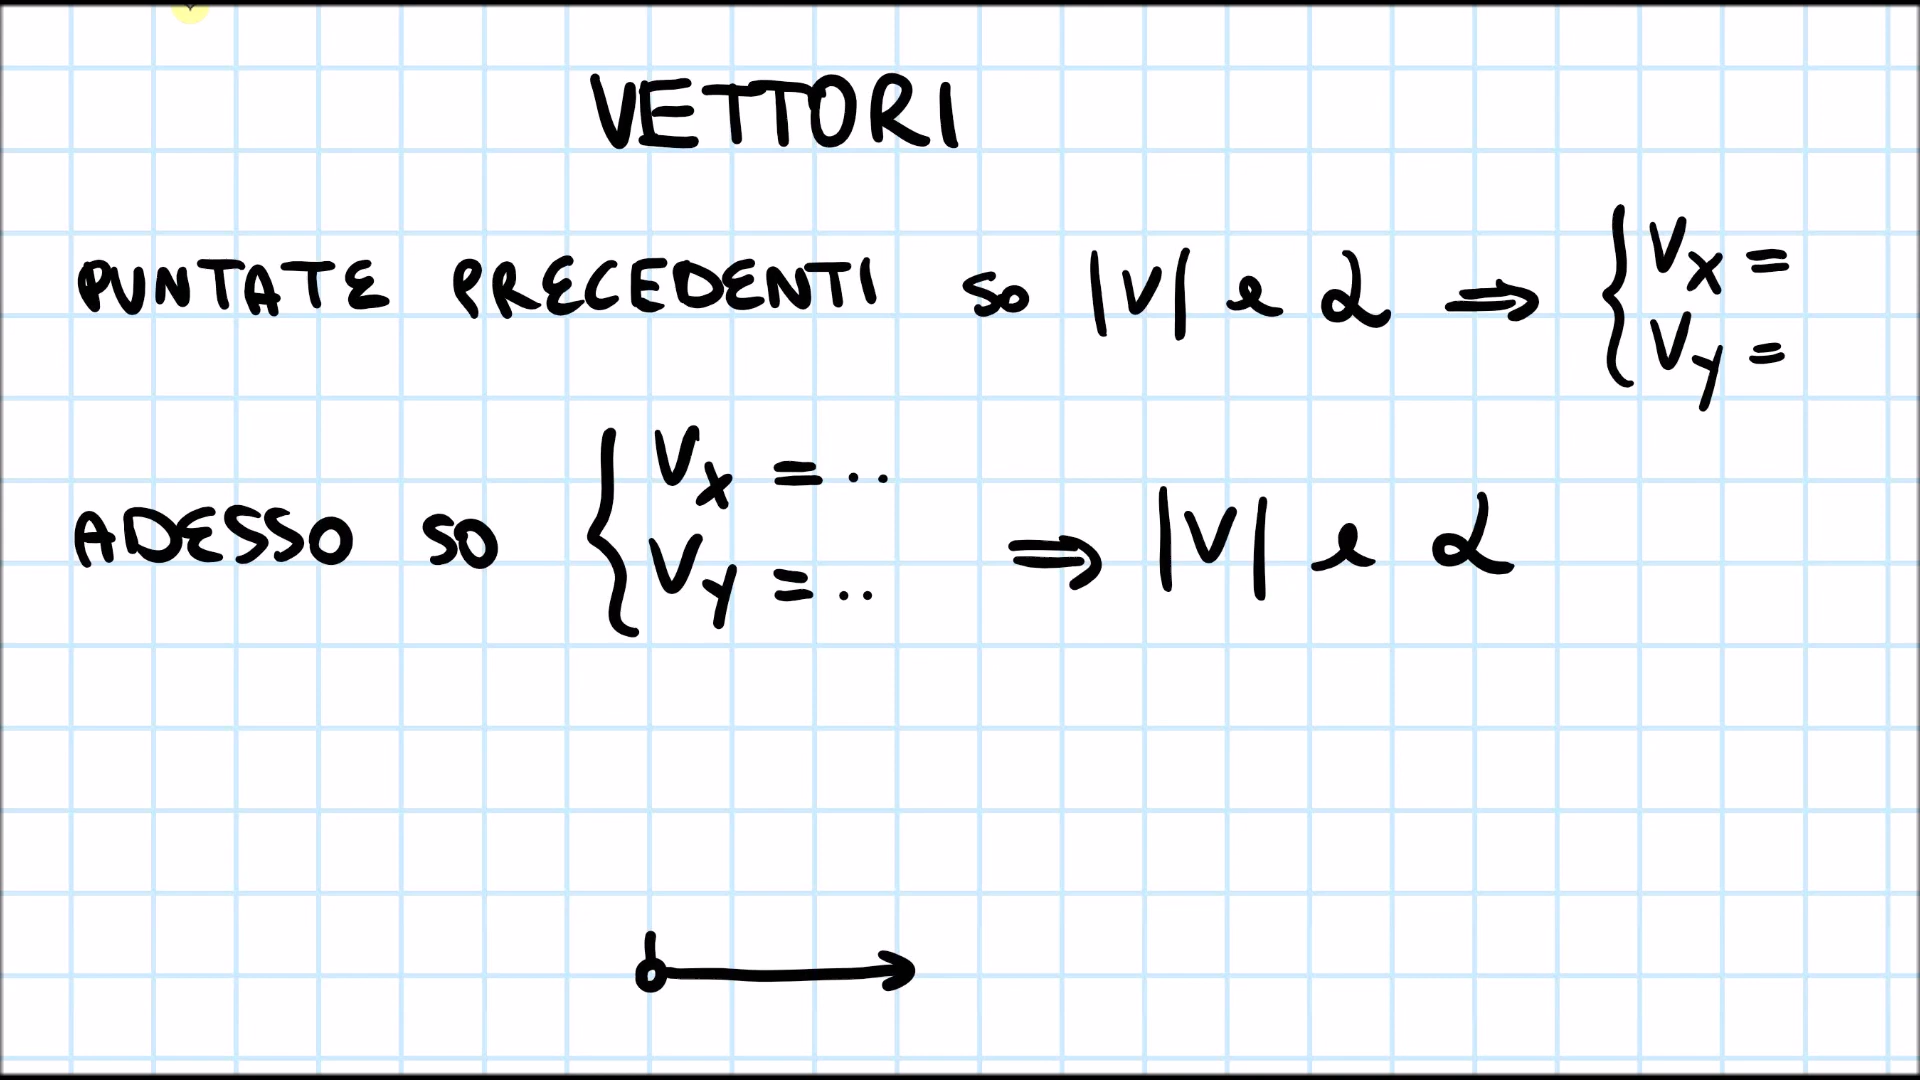 VETTORI
PUNTATE PRECEDENTI so |V| e α ⇒ { Vx =
Vy =
ADESSO SO { Vx = ..
Vy = .. ⇒ |V| e α